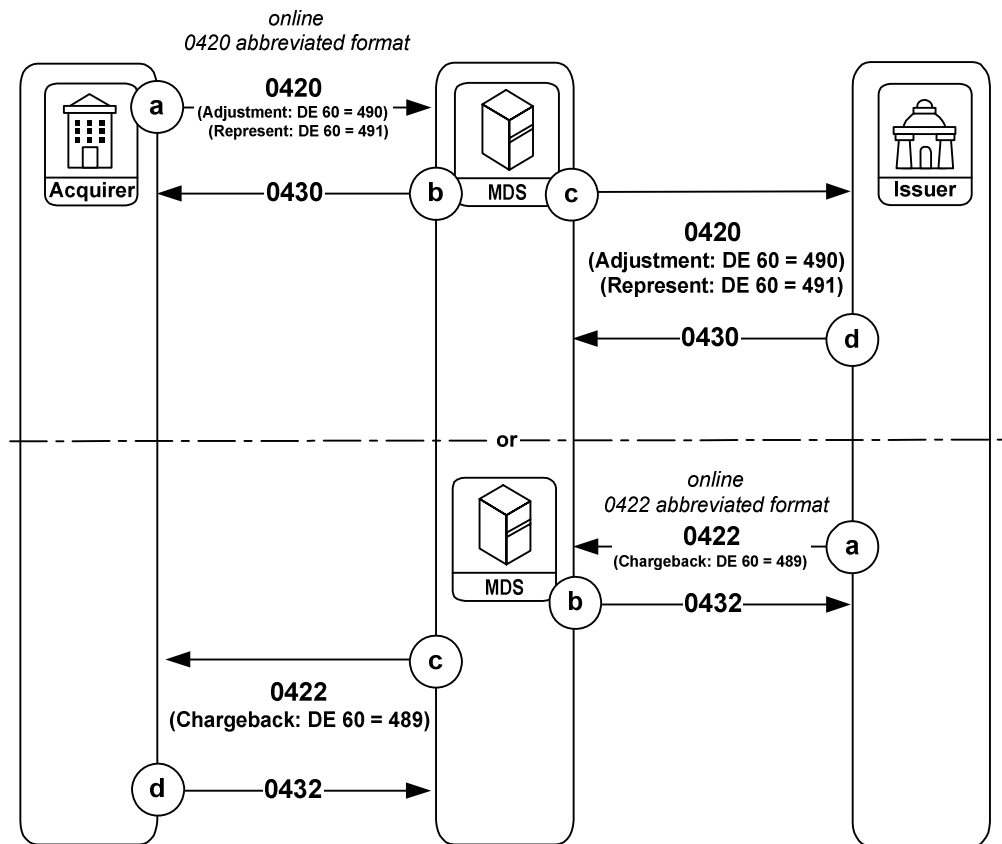 online
0420 abbreviated format
a
0420
(Adjustment: DE 60 = 490)
(Represent: DE 60 = 491)
Acquirer
MDS
Issuer
0430
b
c
0420
(Adjustment: DE 60 = 490)
(Represent: DE 60 = 491)
0430
d
or
online
0422 abbreviated format
0422
(Chargeback: DE 60 = 489)
a
MDS
b
0432
c
0422
(Chargeback: DE 60 = 489)
d
0432